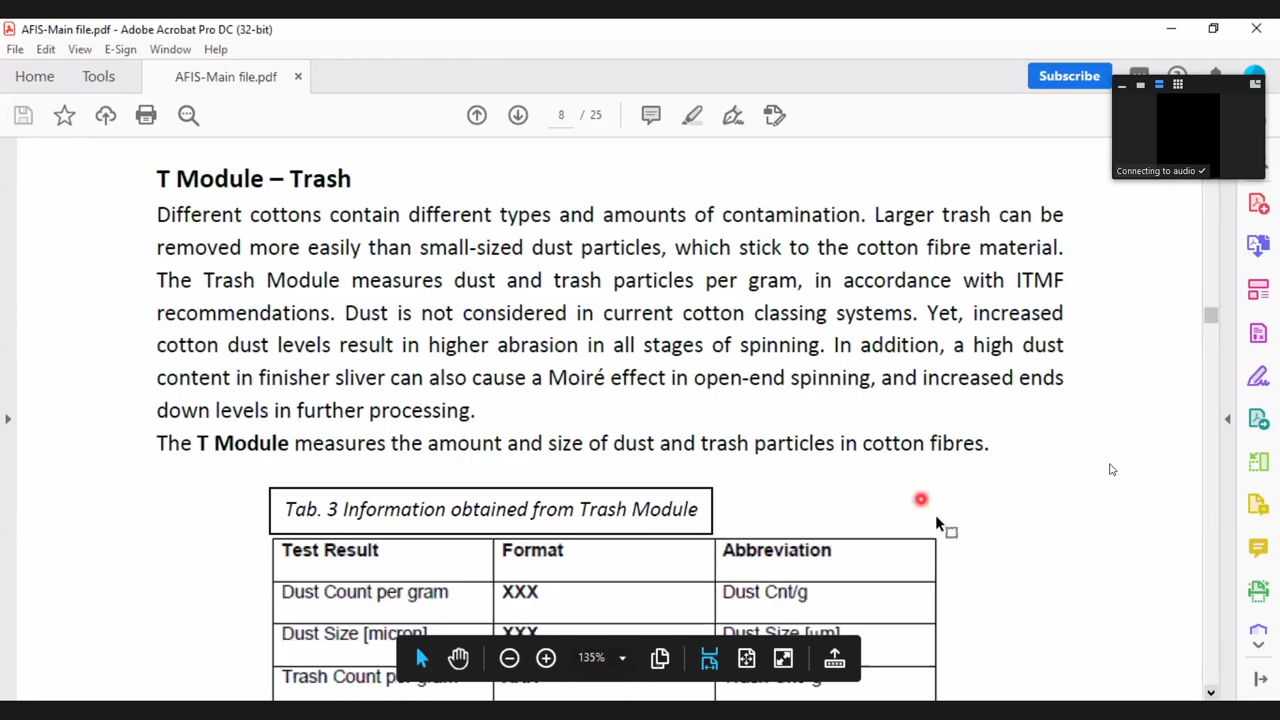 AFIS-Main file.pdf - Adobe Acrobat Pro DC (32-bit)
File Edit View E-Sign Window Help
Home Tools AFIS-Main file.pdf × Subscribe
8 / 25
Connecting to audio ✓
T Module – Trash
Different cottons contain different types and amounts of contamination. Larger trash can be
removed more easily than small-sized dust particles, which stick to the cotton fibre material.
The Trash Module measures dust and trash particles per gram, in accordance with ITMF
recommendations. Dust is not considered in current cotton classing systems. Yet, increased
cotton dust levels result in higher abrasion in all stages of spinning. In addition, a high dust
content in finisher sliver can also cause a Moiré effect in open-end spinning, and increased ends
down levels in further processing.
The T Module measures the amount and size of dust and trash particles in cotton fibres.
Tab. 3 Information obtained from Trash Module
Test Result Format Abbreviation
Dust Count per gram XXX Dust Cnt/g
Dust Size [micron] XXX Dust Size [µm]
Trash Count per gram
135%